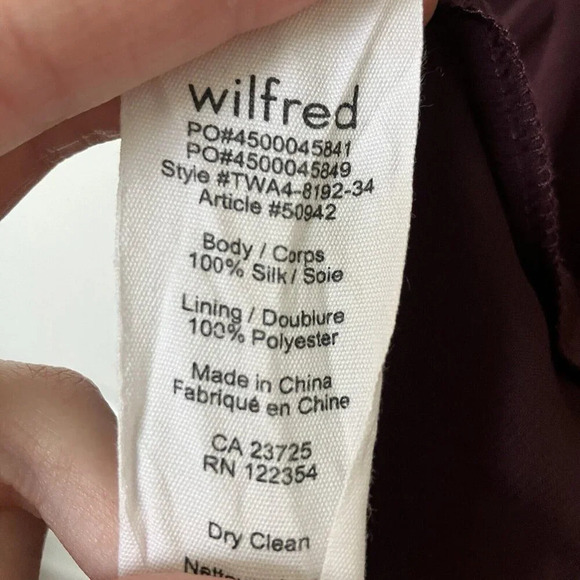 wilfred
PO#4500045841
PO#4500045849
Style #TWA4-8192-34
Article #50942
Body / Corps
100% Silk / Soie
Lining / Doublure
100% Polyester
Made in China
Fabriqué en Chine
CA 23725
RN 122354
Dry Clean